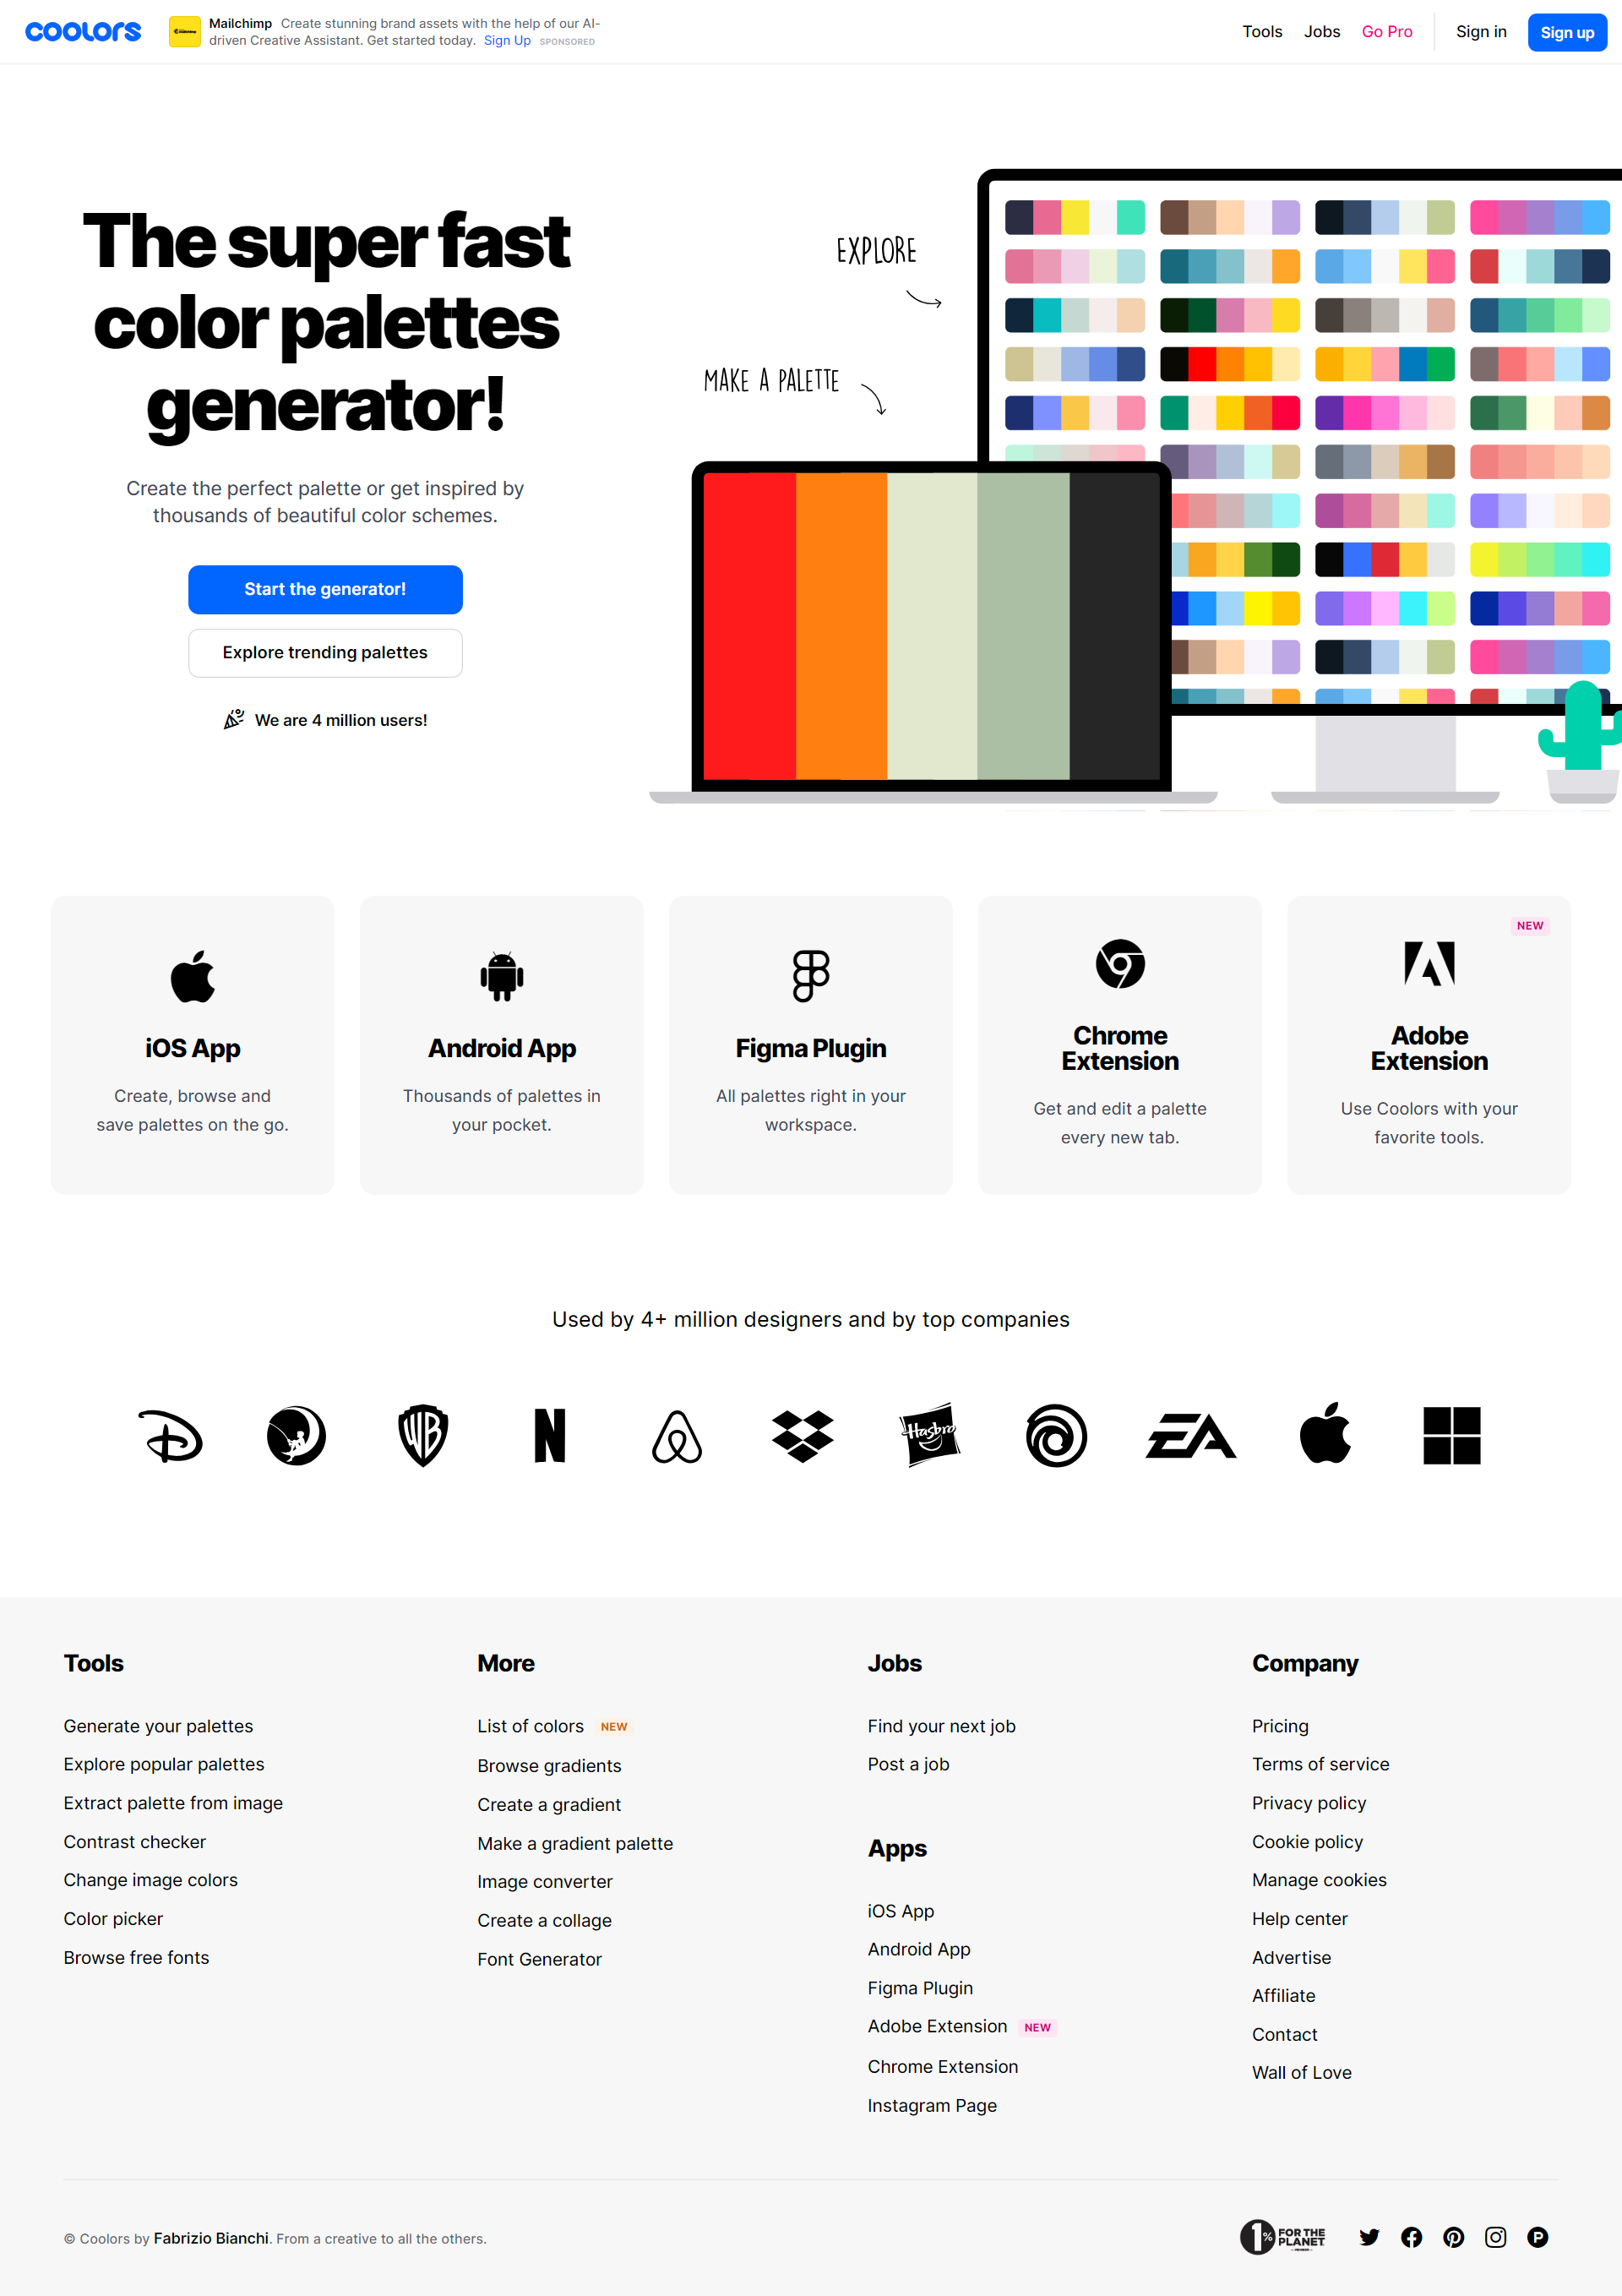 coolors
Mailchimp Create stunning brand assets with the help of our AI-
driven Creative Assistant. Get started today. Sign Up SPONSORED
Tools
Jobs
Go Pro
Sign in
Sign up
The super fast
color palettes
generator!
Create the perfect palette or get inspired by
thousands of beautiful color schemes.
Start the generator!
Explore trending palettes
We are 4 million users!
EXPLORE
MAKE A PALETTE
iOS App
Create, browse and
save palettes on the go.
Android App
Thousands of palettes in
your pocket.
Figma Plugin
All palettes right in your
workspace.
Chrome
Extension
Get and edit a palette
every new tab.
NEW
Adobe
Extension
Use Coolors with your
favorite tools.
Used by 4+ million designers and by top companies
D
WB
N
Hasbro
EA
Tools
Generate your palettes
Explore popular palettes
Extract palette from image
Contrast checker
Change image colors
Color picker
Browse free fonts
More
List of colors NEW
Browse gradients
Create a gradient
Make a gradient palette
Image converter
Create a collage
Font Generator
Jobs
Find your next job
Post a job
Apps
iOS App
Android App
Figma Plugin
Adobe Extension NEW
Chrome Extension
Instagram Page
Company
Pricing
Terms of service
Privacy policy
Cookie policy
Manage cookies
Help center
Advertise
Affiliate
Contact
Wall of Love
© Coolors by Fabrizio Bianchi. From a creative to all the others.
1% FOR THE
PLANET